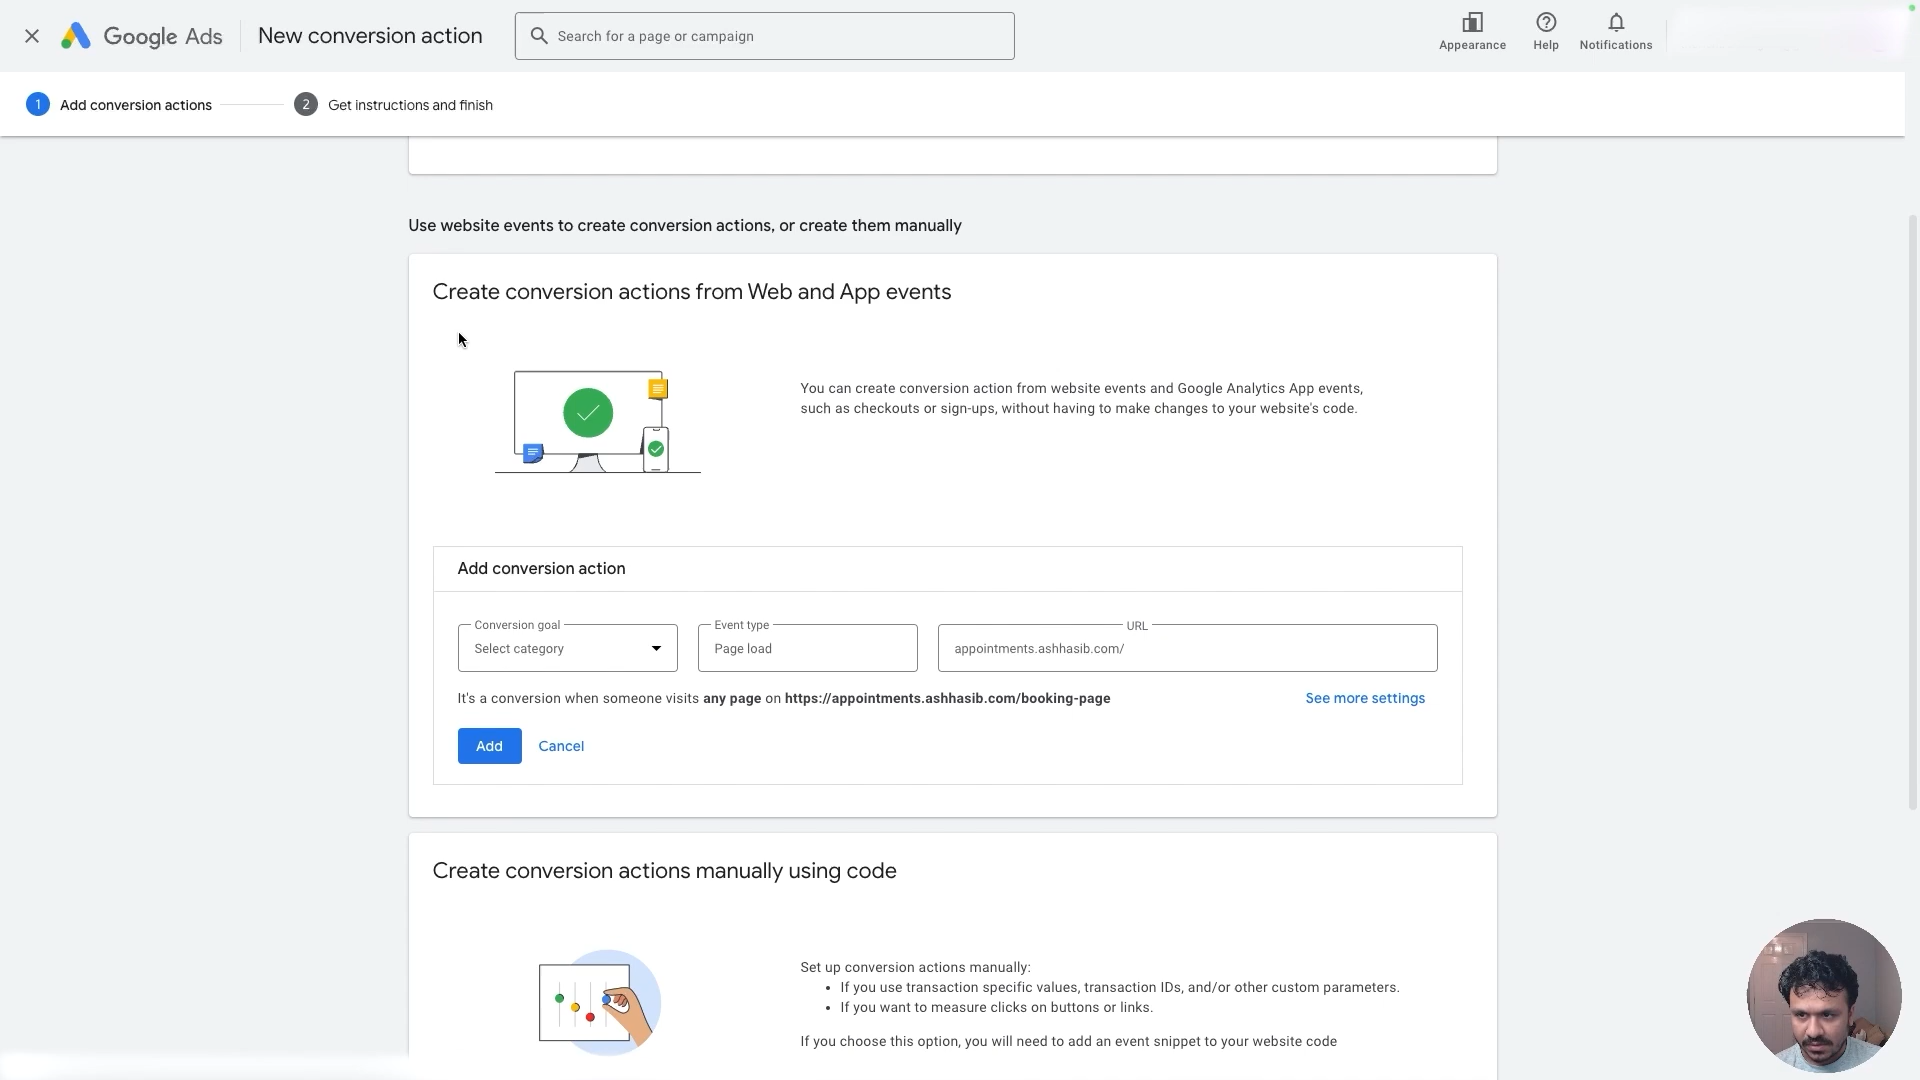 Google Ads
New conversion action
Search for a page or campaign
Appearance
Help
Notifications
1 Add conversion actions
2 Get instructions and finish
Use website events to create conversion actions, or create them manually
Create conversion actions from Web and App events
You can create conversion action from website events and Google Analytics App events,
such as checkouts or sign-ups, without having to make changes to your website's code.
Add conversion action
Conversion goal
Select category
Event type
Page load
URL
appointments.ashhasib.com/
It's a conversion when someone visits any page on https://appointments.ashhasib.com/booking-page
See more settings
Add
Cancel
Create conversion actions manually using code
Set up conversion actions manually:
• If you use transaction specific values, transaction IDs, and/or other custom parameters.
• If you want to measure clicks on buttons or links.
If you choose this option, you will need to add an event snippet to your website code